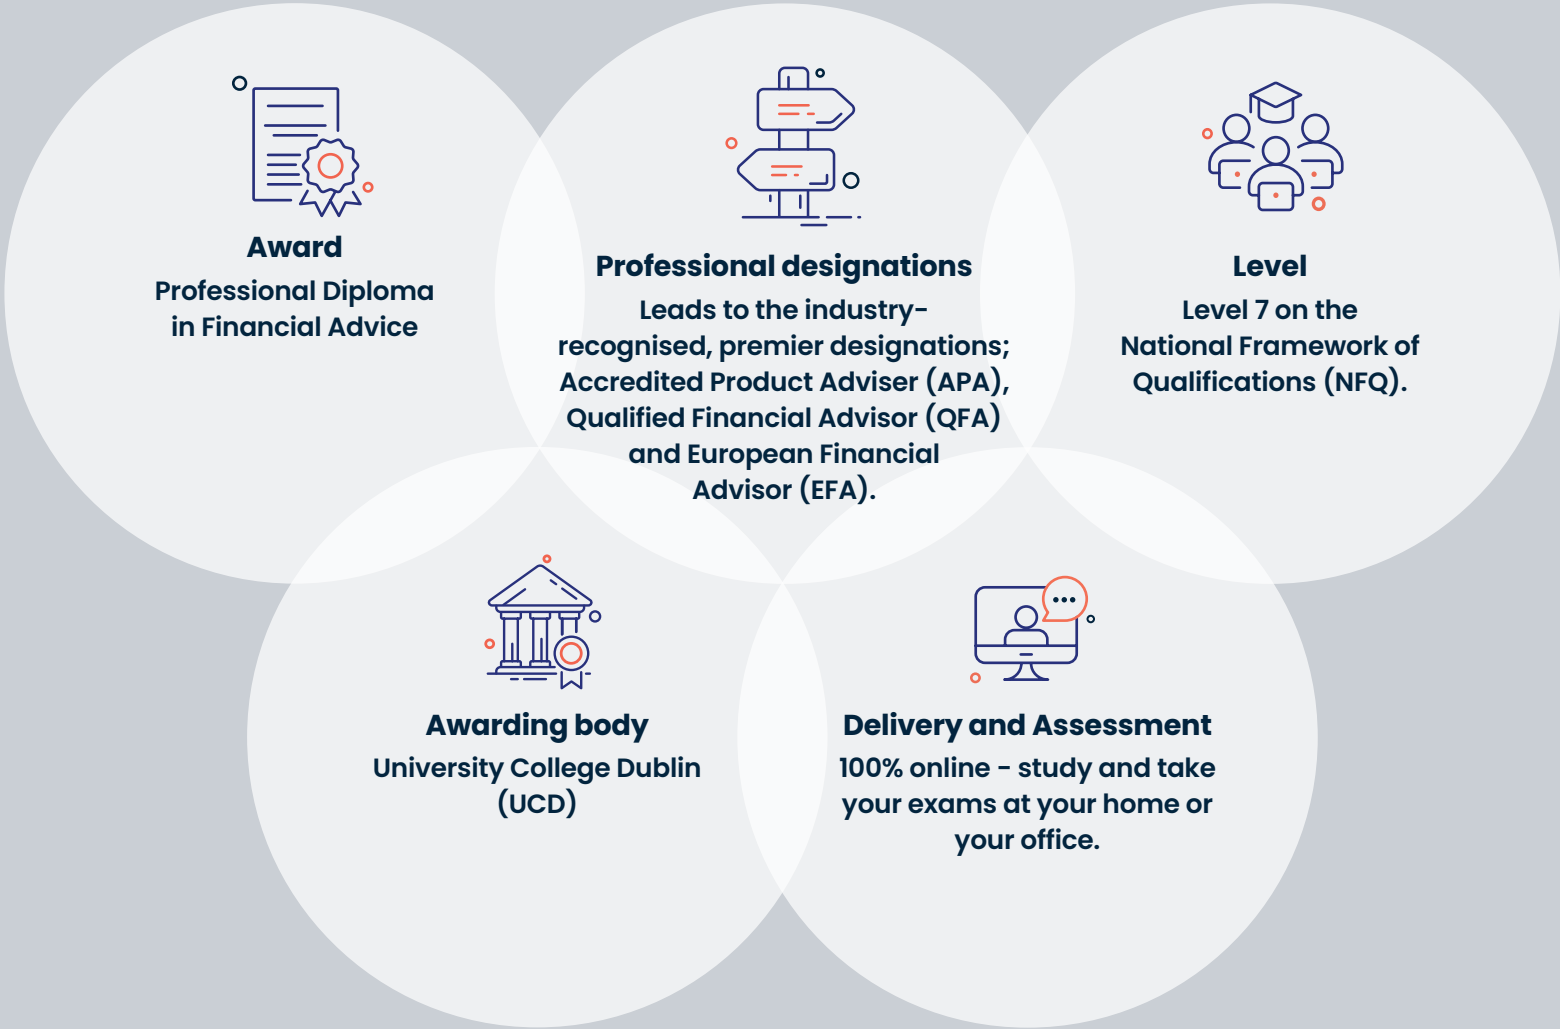 Award
Professional Diploma
in Financial Advice
Professional designations
Leads to the industry-
recognised, premier designations;
Accredited Product Adviser (APA),
Qualified Financial Advisor (QFA)
and European Financial
Advisor (EFA).
Level
Level 7 on the
National Framework of
Qualifications (NFQ).
Awarding body
University College Dublin
(UCD)
Delivery and Assessment
100% online - study and take
your exams at your home or
your office.